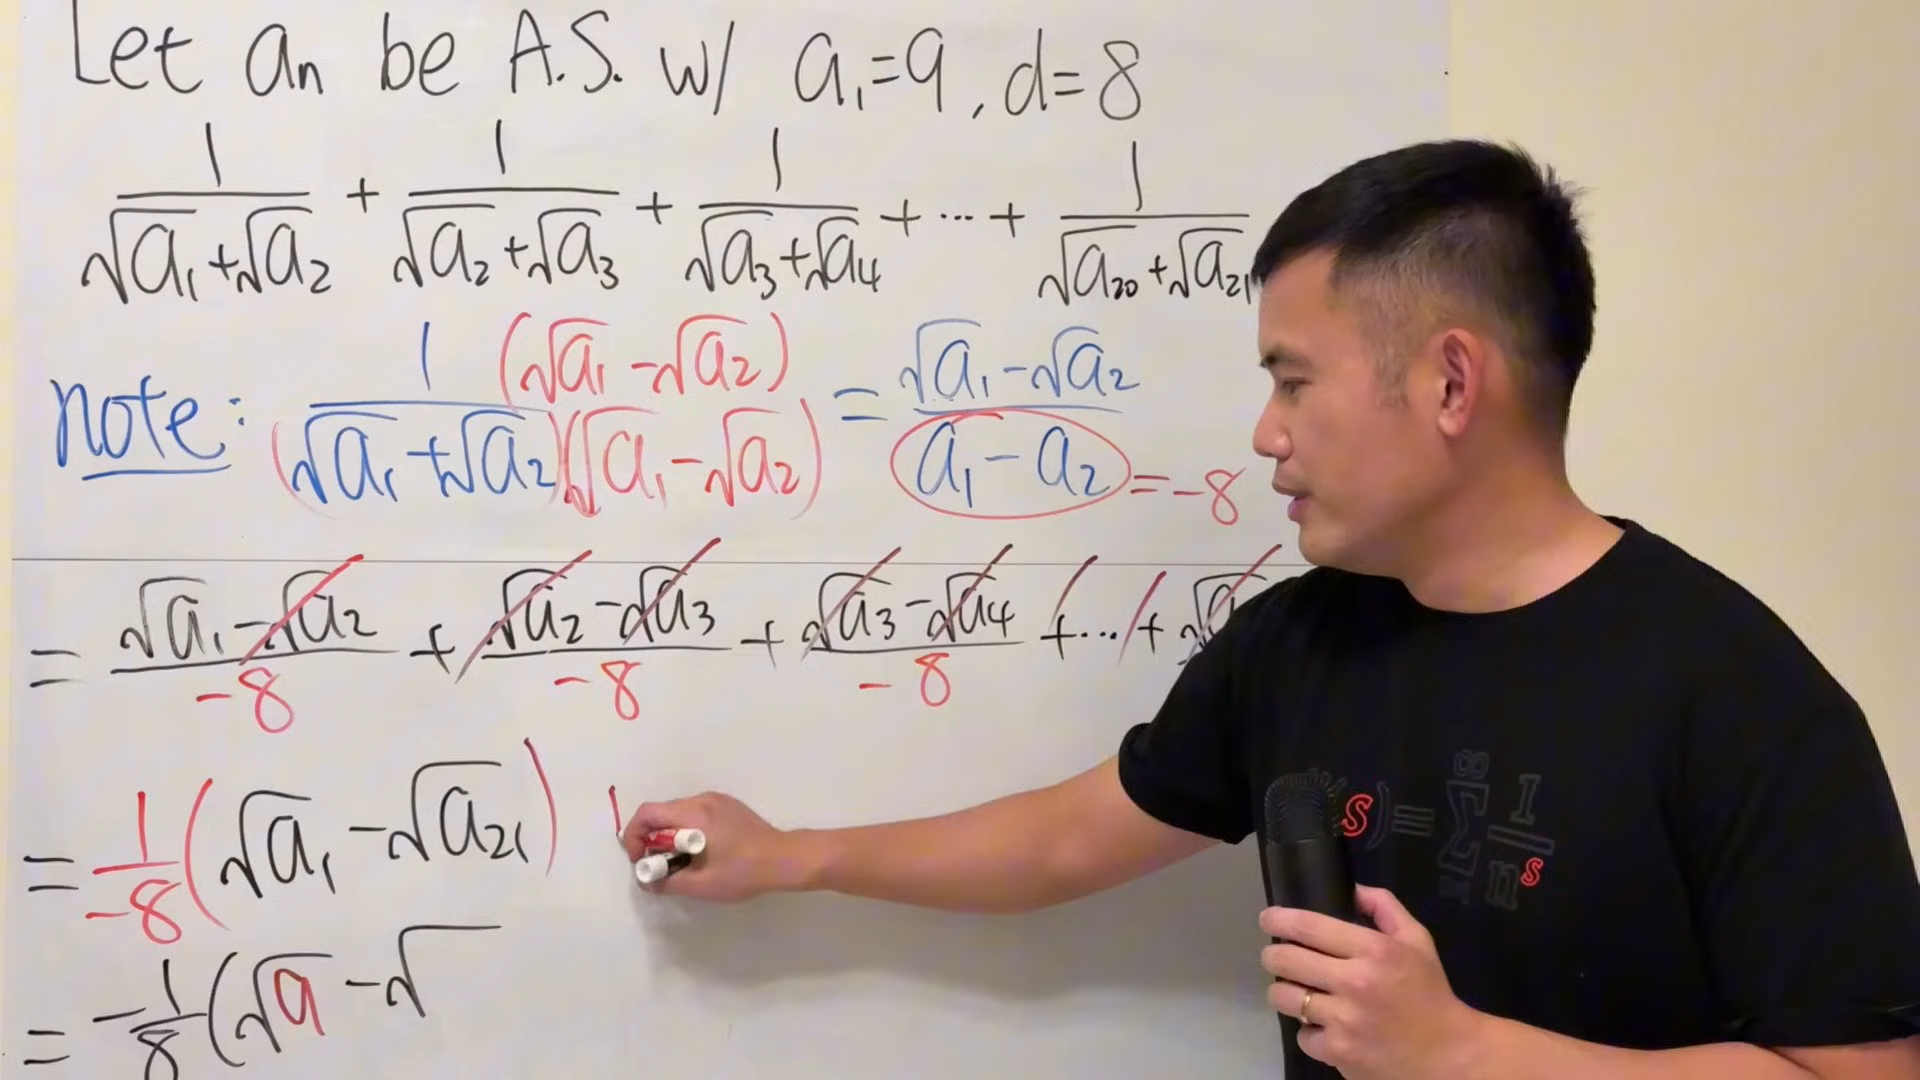 Let an be A.S. w/ a₁=9, d=8
1/(√a₁+√a₂) + 1/(√a₂+√a₃) + 1/(√a₃+√a₄) + ... + 1/(√a₂₀+√a₂₁)
note: 1(√a₁-√a₂)/((√a₁+√a₂)(√a₁-√a₂)) = (√a₁-√a₂)/(a₁-a₂) =-8
= (√a₁-√a₂)/-8 + (√a₂-√a₃)/-8 + (√a₃-√a₄)/-8 +...+ √a
= 1/-8 (√a₁-√a₂₁)
= -1/8 (√9 -√
(s)= ∞ Σ 1/nˢ